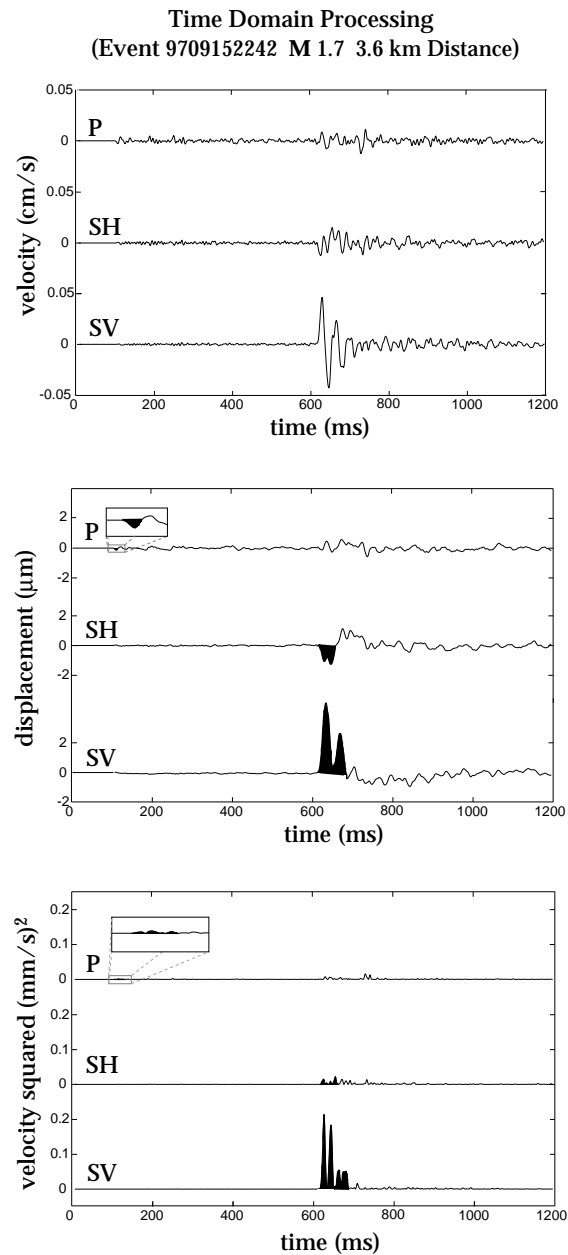 Time Domain Processing
(Event 9709152242 M 1.7 3.6 km Distance)
velocity (cm/s)
0.05
P
0
0.05
SH
0
0.05
SV
0
-0.05
0 200 400 600 800 1000 1200
time (ms)
displacement (μm)
2
P
0
-2
2
SH
0
-2
2
SV
0
-2
0 200 400 600 800 1000 1200
time (ms)
velocity squared (mm/s)²
0.2
0.1
P
0
0.2
0.1
SH
0
0.2
0.1
SV
0
0 200 400 600 800 1000 1200
time (ms)